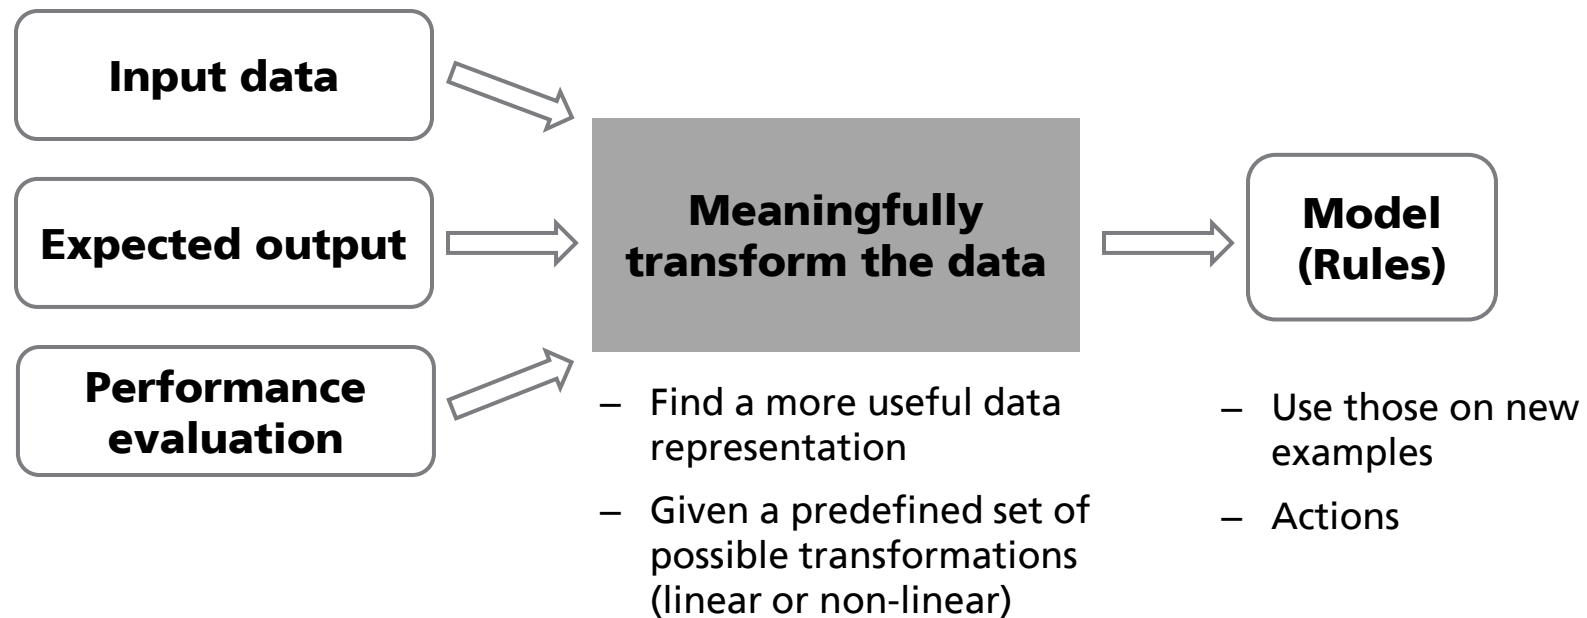 Input data
Expected output
Performance
evaluation
Meaningfully
transform the data
– Find a more useful data
representation
– Given a predefined set of
possible transformations
(linear or non-linear)
Model
(Rules)
– Use those on new
examples
– Actions